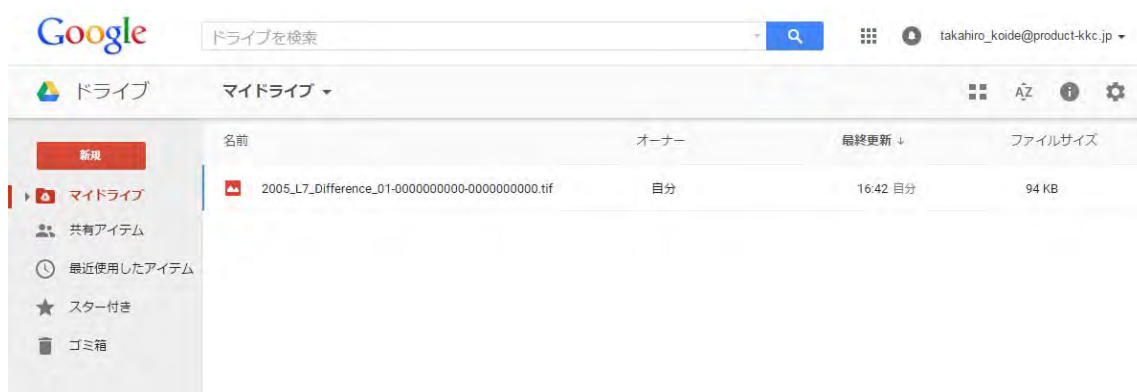 Google
ドライブを検索
takahiro_koide@product-kkc.jp
ドライブ
マイドライブ
AZ
新規
マイドライブ
共有アイテム
最近使用したアイテム
スター付き
ゴミ箱
名前 オーナー 最終更新 ↓ ファイルサイズ
2005_L7_Difference_01-0000000000-0000000000.tif 自分 16:42 自分 94 KB